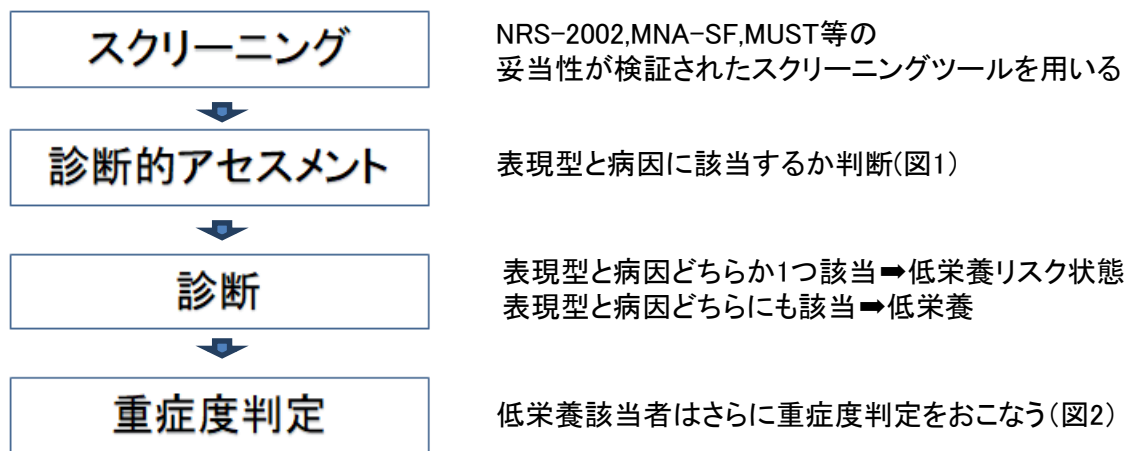 スクリーニング
NRS-2002,MNA-SF,MUST等の
妥当性が検証されたスクリーニングツールを用いる
診断的アセスメント
表現型と病因に該当するか判断(図1)
診断
表現型と病因どちらか1つ該当➡低栄養リスク状態
表現型と病因どちらにも該当➡低栄養
重症度判定
低栄養該当者はさらに重症度判定をおこなう(図2)